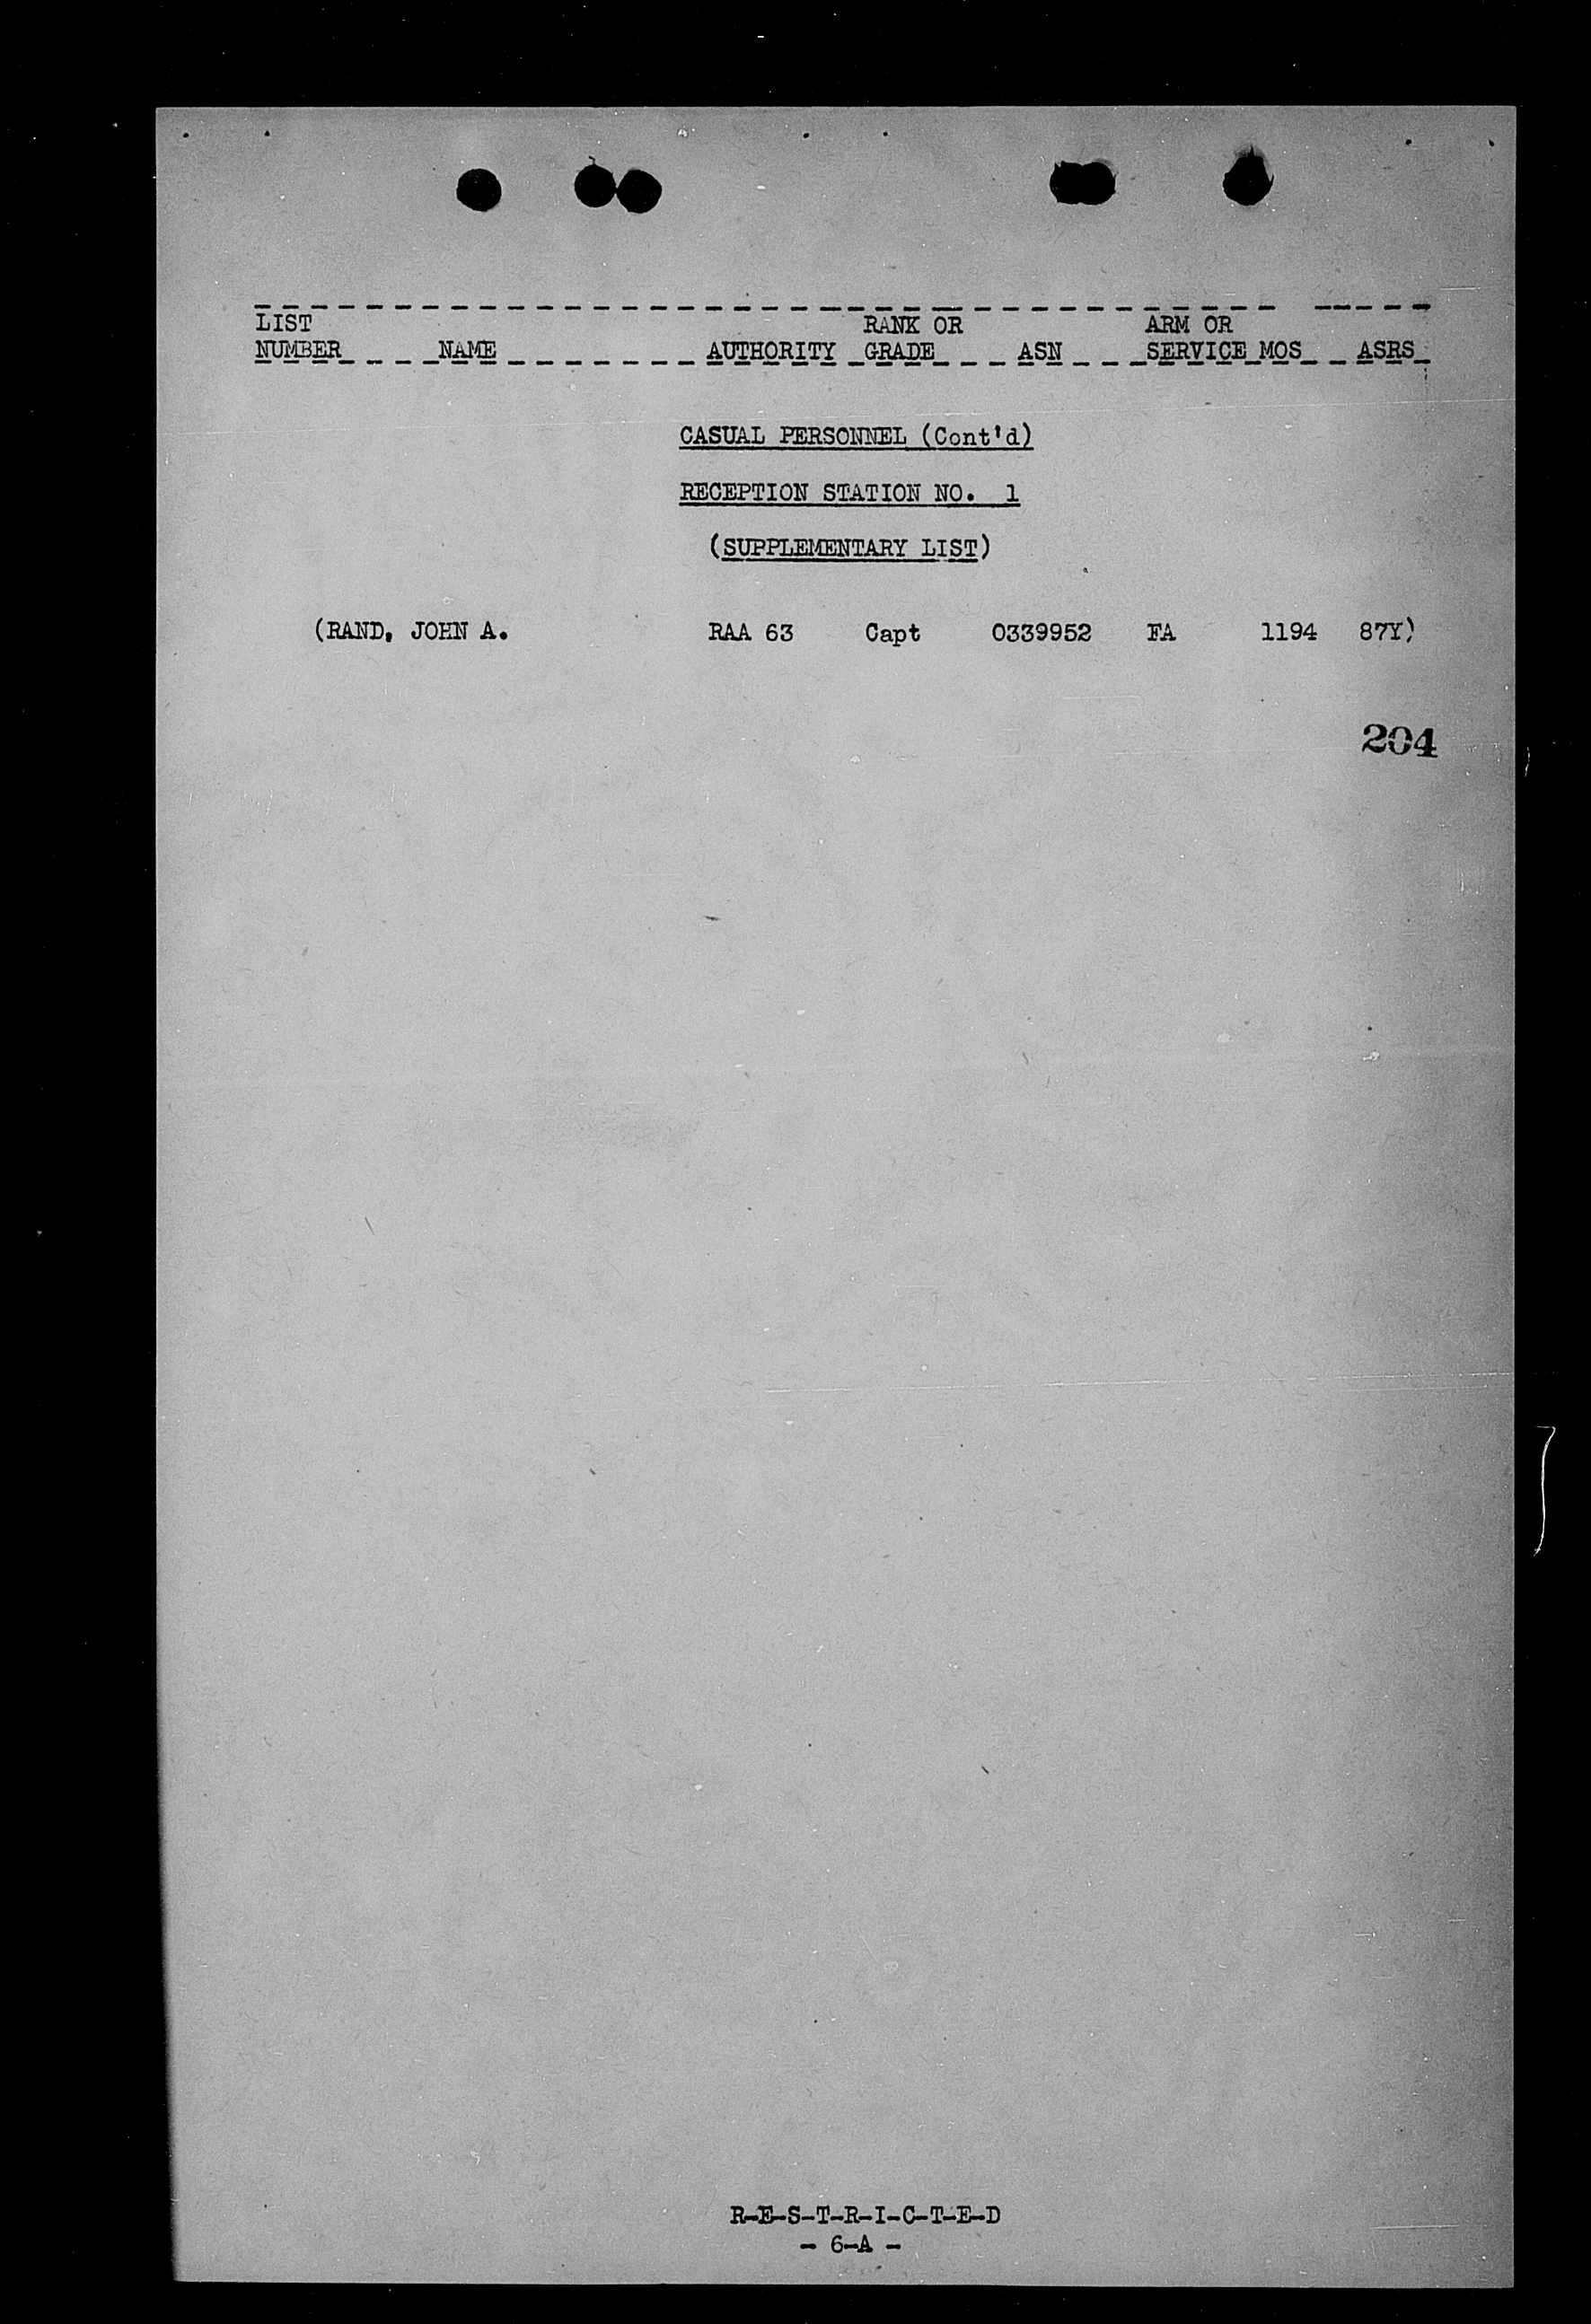 LIST RANK OR ARM OR
NUMBER NAME AUTHORITY GRADE ASN SERVICE MOS ASRS
CASUAL PERSONNEL (Cont'd)
RECEPTION STATION NO. 1
(SUPPLEMENTARY LIST)
(RAND, JOHN A. RAA 63 Capt 0339952 FA 1194 87Y)
204
R-E-S-T-R-I-C-T-E-D
- 6-A -